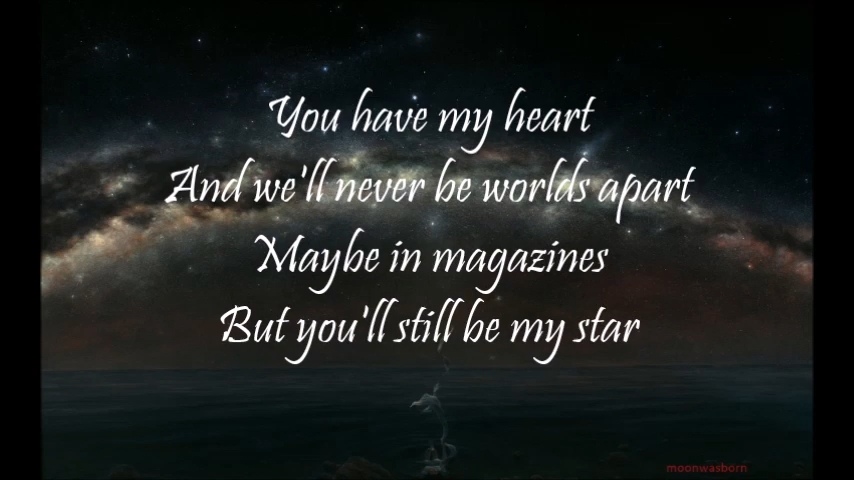 You have my heart
And we'll never be worlds apart
Maybe in magazines
But you'll still be my star
moonwasborn